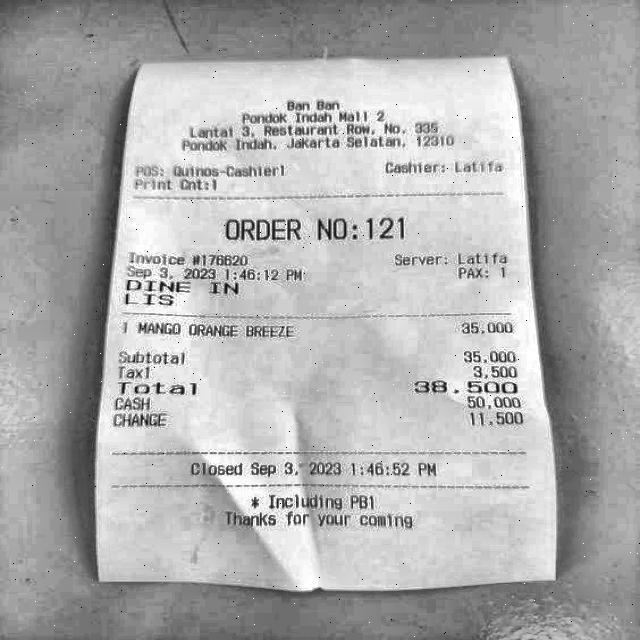 Ban Ban
Pondok Indah Mall 2
Lantai 3, Restaurant Row, No. 335
Pondok Indah, Jakarta Selatan, 12310
POS: Quinos-Cashier1 Cashier: Latifa
Print Cnt:1
ORDER NO:121
Invoice #176620 Server: Latifa
Sep 3, 2023 1:46:12 PM PAX: 1
DINE IN
LIS
1 MANGO ORANGE BREEZE 35,000
Subtotal 35,000
Tax1 3,500
Total 38,500
CASH 50,000
CHANGE 11,500
Closed Sep 3, 2023 1:46:52 PM
* Including PB1
Thanks for your coming